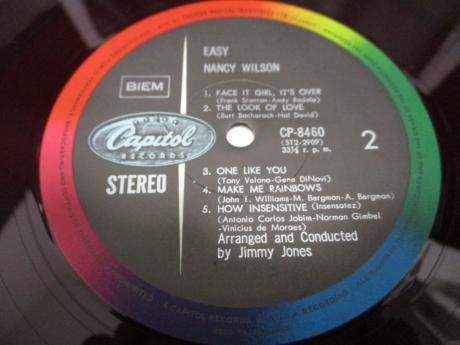 EASY
NANCY WILSON
BIEM
1. FACE IT GIRL, IT'S OVER
(Frank Stanton-Andy Badale)
2. THE LOOK OF LOVE
(Burt Bacharach-Hal David)
Capitol
RECORDS
STEREO
CP-8460
(ST2-2909)
33⅓ r. p. m.
2
3. ONE LIKE YOU
(Tony Velona-Gene DiNovi)
4. MAKE ME RAINBOWS
(John T. Williams-M. Bergman-A. Bergman)
5. HOW INSENSITIVE (Insensatez)
(Antonio Carlos Jobim-Norman Gimbel
-Vinicius de Moraes)
Arranged and Conducted
by Jimmy Jones